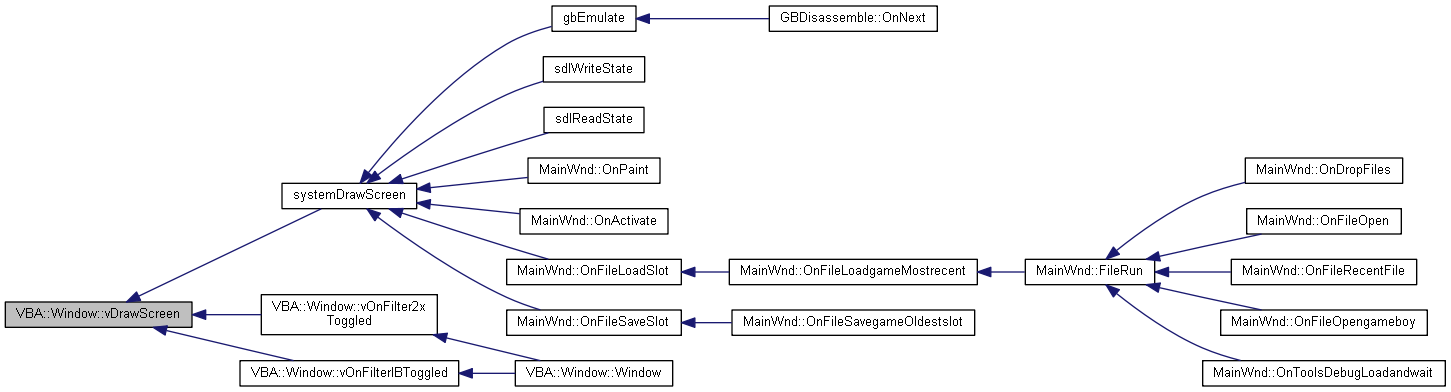 gbEmulate
GBDisassemble::OnNext
sdlWriteState
sdlReadState
MainWnd::OnPaint
MainWnd::OnDropFiles
systemDrawScreen
MainWnd::OnActivate
MainWnd::OnFileOpen
MainWnd::OnFileLoadSlot
MainWnd::OnFileLoadgameMostrecent
MainWnd::FileRun
MainWnd::OnFileRecentFile
VBA::Window::vDrawScreen
VBA::Window::vOnFilter2x
Toggled
MainWnd::OnFileSaveSlot
MainWnd::OnFileSavegameOldestslot
MainWnd::OnFileOpengameboy
VBA::Window::vOnFilterIBToggled
VBA::Window::Window
MainWnd::OnToolsDebugLoadandwait